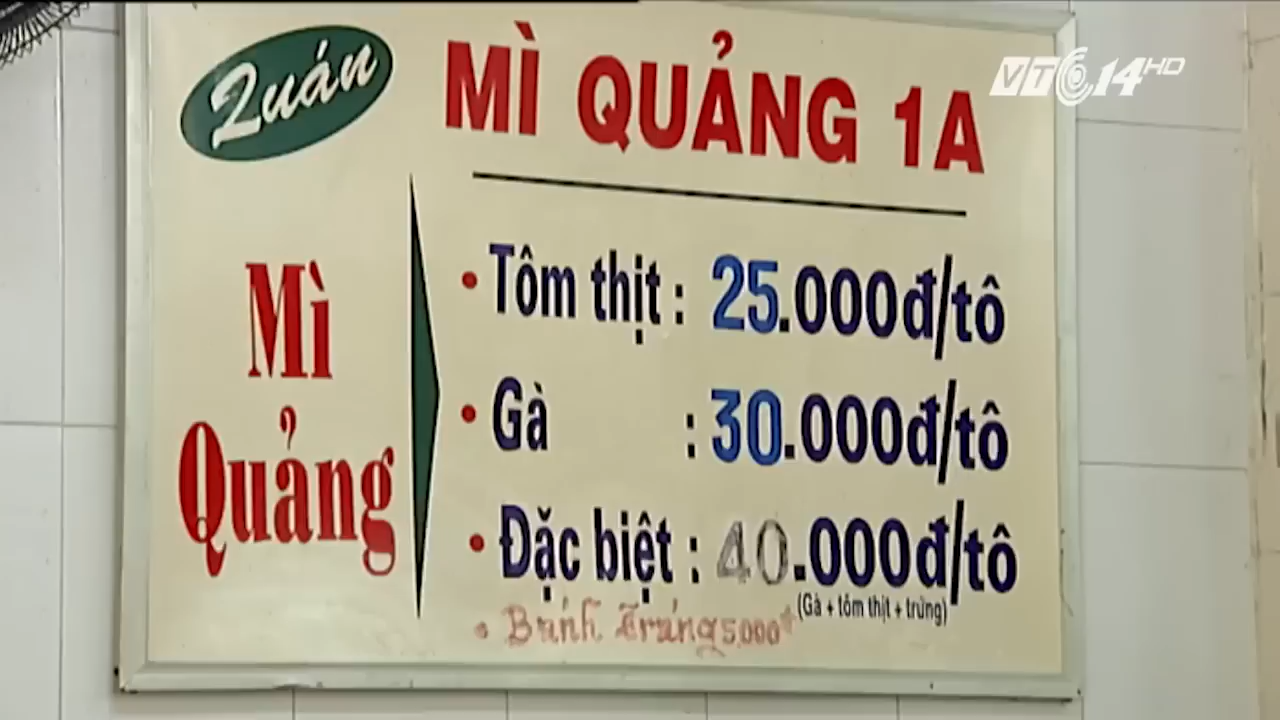 VTC14HD
Quán
MÌ QUẢNG 1A
Mì
Quảng
• Tôm thịt : 25.000đ/tô
• Gà : 30.000đ/tô
• Đặc biệt : 40.000đ/tô
(Gà + tôm thịt + trứng)
• Bánh Tráng 5,000đ